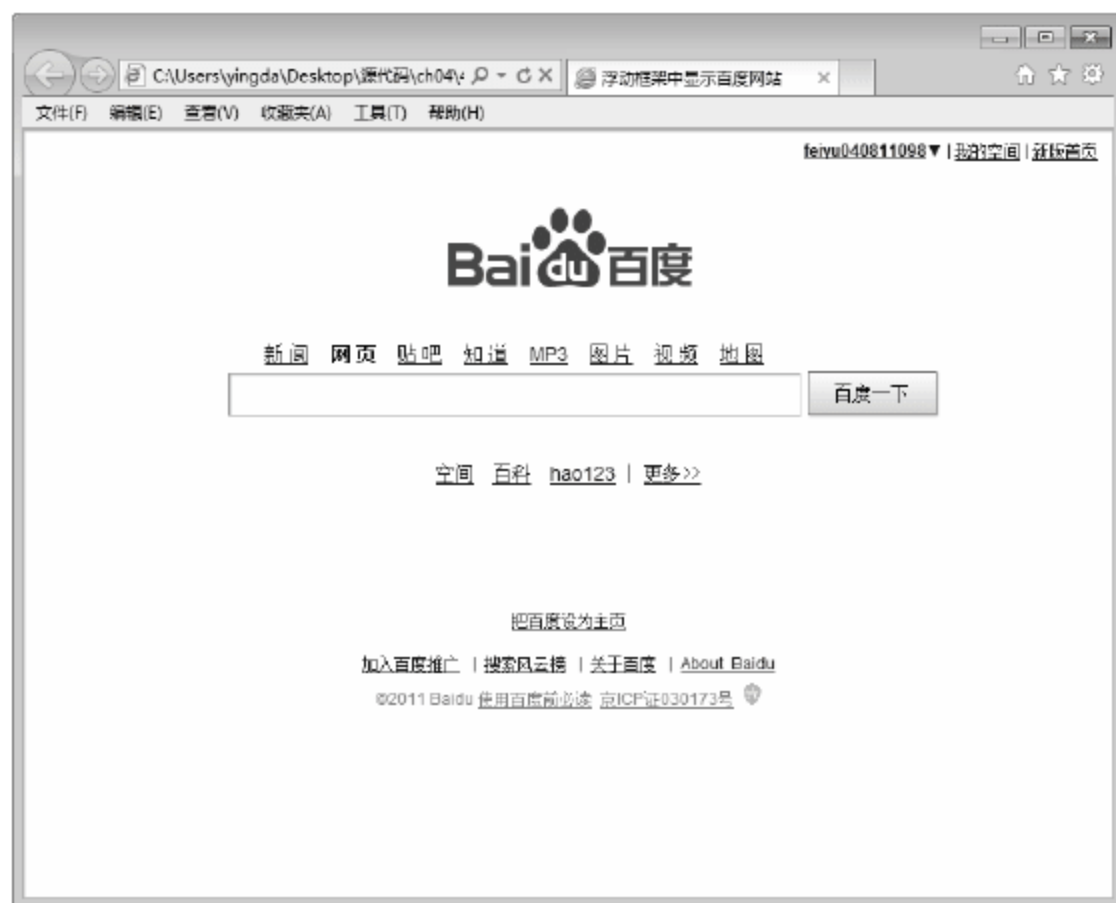 C:\Users\yingda\Desktop\源代码\ch04\ 浮动框架中显示百度网站
文件(F) 编辑(E) 查看(V) 收藏夹(A) 工具(T) 帮助(H)
feiyu040811098▼ | 我的空间 | 新版首页
Bai du 百度
新闻 网页 贴吧 知道 MP3 图片 视频 地图
百度一下
空间 百科 hao123 | 更多>>
把百度设为主页
加入百度推广 | 搜索风云榜 | 关于百度 | About Baidu
©2011 Baidu 使用百度前必读 京ICP证030173号